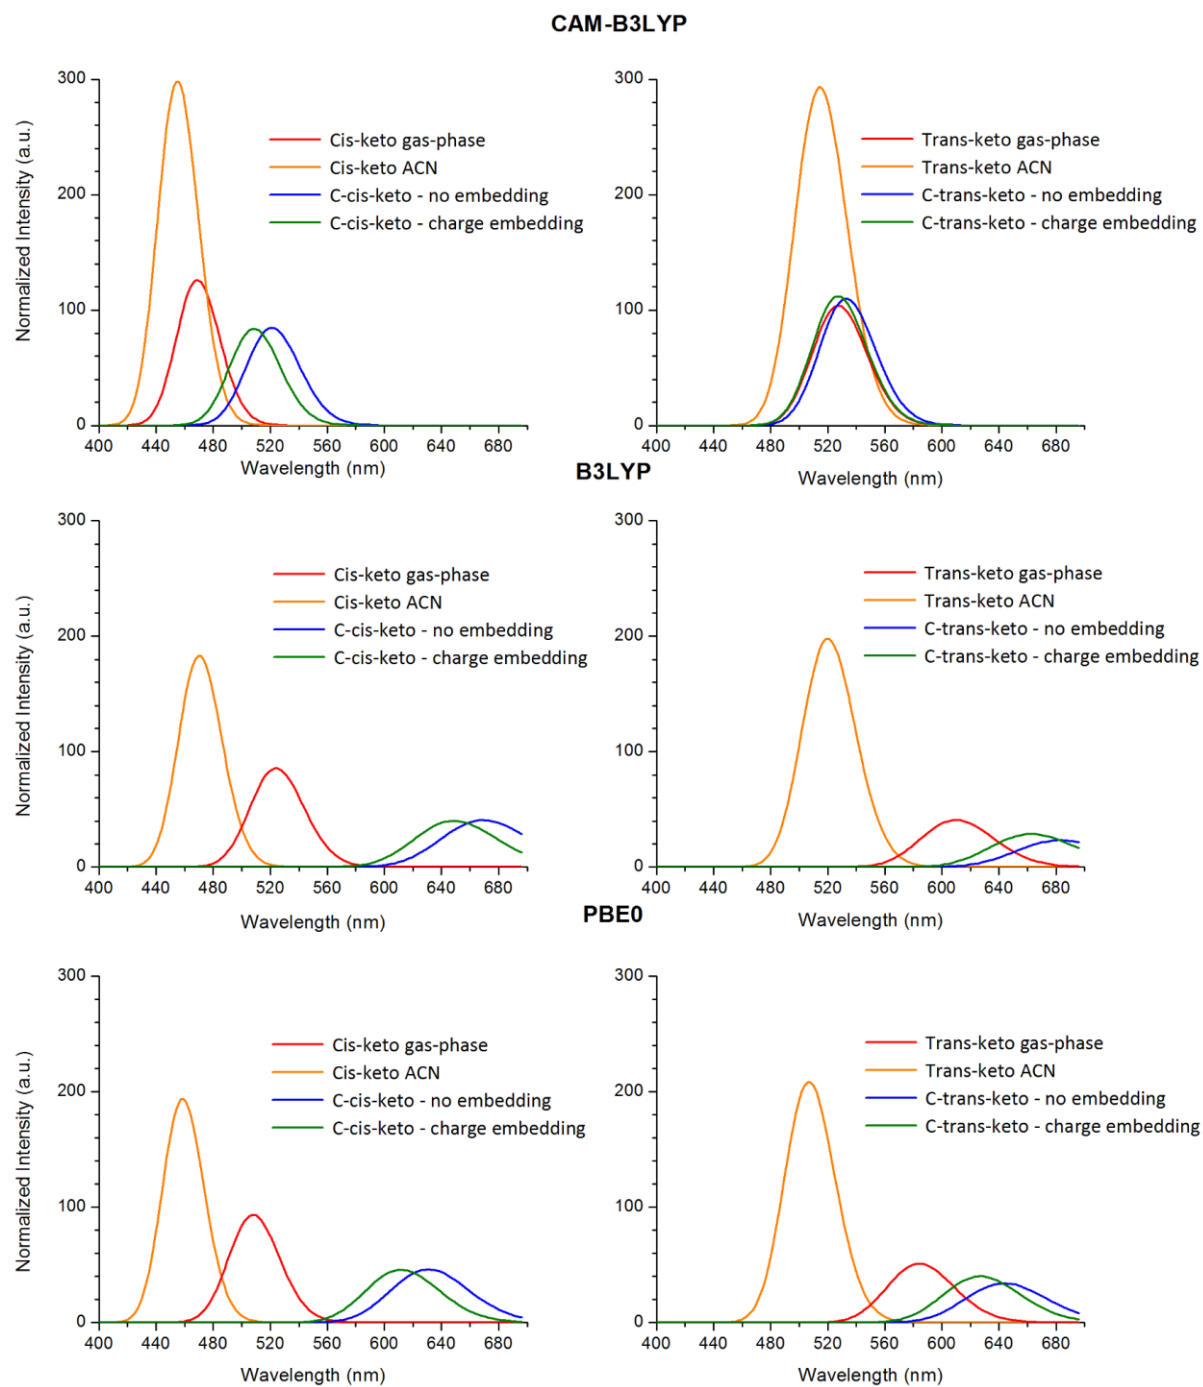 CAM-B3LYP
Normalized Intensity (a.u.)
300
200
100
0
400 440 480 520 560 600 640 680
Wavelength (nm)
Cis-keto gas-phase
Cis-keto ACN
C-cis-keto - no embedding
C-cis-keto - charge embedding
300
200
100
0
400 440 480 520 560 600 640 680
Wavelength (nm)
Trans-keto gas-phase
Trans-keto ACN
C-trans-keto - no embedding
C-trans-keto - charge embedding
B3LYP
Normalized Intensity (a.u.)
300
200
100
0
400 440 480 520 560 600 640 680
Wavelength (nm)
Cis-keto gas-phase
Cis-keto ACN
C-cis-keto - no embedding
C-cis-keto - charge embedding
300
200
100
0
400 440 480 520 560 600 640 680
Wavelength (nm)
Trans-keto gas-phase
Trans-keto ACN
C-trans-keto - no embedding
C-trans-keto - charge embedding
PBE0
Normalized Intensity (a.u.)
300
200
100
0
400 440 480 520 560 600 640 680
Wavelength (nm)
Cis-keto gas-phase
Cis-keto ACN
C-cis-keto - no embedding
C-cis-keto - charge embedding
300
200
100
0
400 440 480 520 560 600 640 680
Wavelength (nm)
Trans-keto gas-phase
Trans-keto ACN
C-trans-keto - no embedding
C-trans-keto - charge embedding